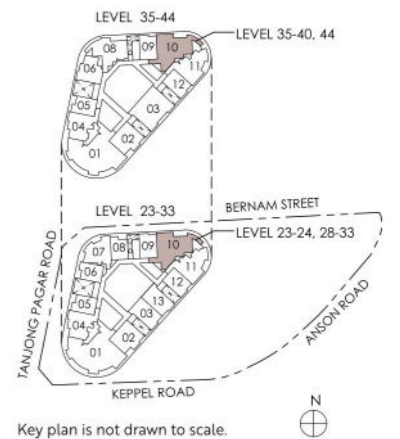 LEVEL 35-44
LEVEL 35-40, 44
08
09
10
06
11
12
05
03
04
02
01
LEVEL 23-33
BERNAM STREET
LEVEL 23-24, 28-33
07
08
09
10
11
06
12
05
13
03
04
02
01
TANJONG PAGAR ROAD
ANSON ROAD
KEPPEL ROAD
N
Key plan is not drawn to scale.